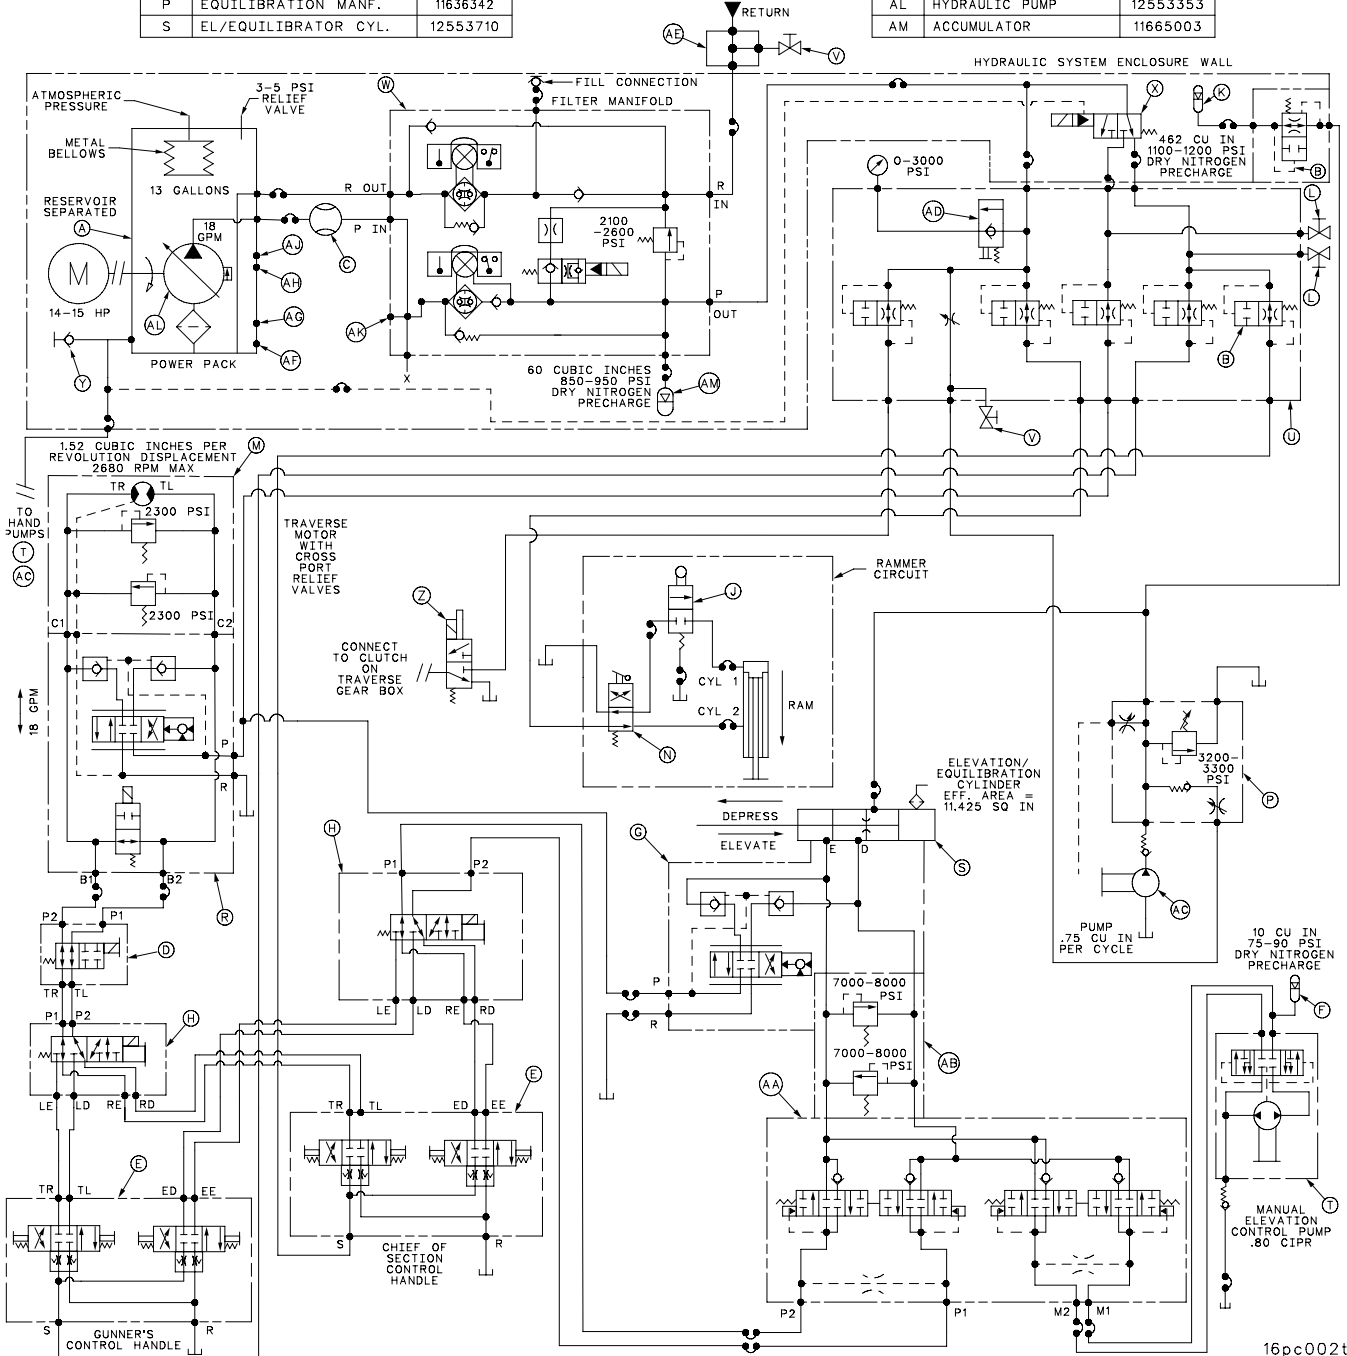 P EQUILIBRATION MANF. 11636342
S EL/EQUILIBRATOR CYL. 12553710
AL HYDRAULIC PUMP 12553353
AM ACCUMULATOR 11665003
RETURN
AE
V
HYDRAULIC SYSTEM ENCLOSURE WALL
ATMOSPHERIC
PRESSURE
3-5 PSI
RELIEF
VALVE
W
FILL CONNECTION
FILTER MANIFOLD
X
K
METAL
BELLOWS
13 GALLONS
462 CU IN
1100-1200 PSI
DRY NITROGEN
PRECHARGE
B
0-3000
PSI
RESERVOIR
SEPARATED
A
18
GPM
R OUT
P IN
R
IN
2100
-2600
PSI
AD
L
L
M
14-15 HP
AL
AJ
AH
AG
AF
C
AK
P
OUT
B
POWER PACK
Y
X
60 CUBIC INCHES
850-950 PSI
DRY NITROGEN
PRECHARGE
AM
V
U
1.52 CUBIC INCHES PER
REVOLUTION DISPLACEMENT
2680 RPM MAX
M
TR TL
2300 PSI
2300 PSI
TO
HAND
PUMPS
T
AC
TRAVERSE
MOTOR
WITH
CROSS
PORT
RELIEF
VALVES
C1 C2
RAMMER
CIRCUIT
J
Z
CONNECT
TO CLUTCH
ON
TRAVERSE
GEAR BOX
CYL 1
CYL 2
RAM
N
18 GPM
P
R
ELEVATION/
EQUILIBRATION
CYLINDER
EFF. AREA =
11.425 SQ IN
3200-
3300
PSI
P
DEPRESS
ELEVATE
E D
S
G
H
P1 P2
B1 B2
R
P2 P1
D
TR TL
AC
PUMP
.75 CU IN
PER CYCLE
10 CU IN
75-90 PSI
DRY NITROGEN
PRECHARGE
F
P
R
7000-8000
PSI
7000-8000
PSI
AB
LE LD RE RD
P1 P2
H
LE LD RE RD
AA
TR TL ED EE
E
E
TR TL ED EE
T
MANUAL
ELEVATION
CONTROL PUMP
.80 CIPR
S R
CHIEF OF
SECTION
CONTROL
HANDLE
P2 P1
M2 M1
S R
GUNNER'S
CONTROL HANDLE
16pc002t